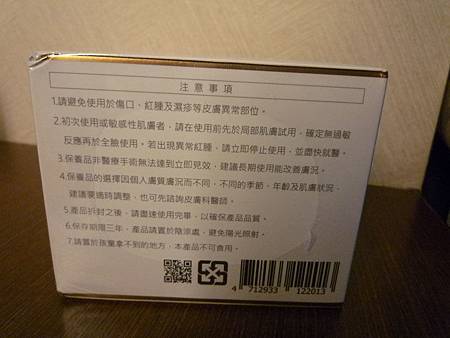 注意事項
1.請避免使用於傷口、紅腫及濕疹等皮膚異常部位。
2.初次使用或敏感性肌膚者，請在使用前先於局部肌膚試用，確定無過敏
反應再於全臉使用。若出現異常紅腫，請立即停止使用，並盡快就醫。
3.保養品非醫療手術無法達到立即見效，建議長期使用能改善膚況。
4.保養品的選擇因個人膚質膚況而不同，不同的季節、年齡及肌膚狀況，
建議要適時調整，也可先諮詢皮膚科醫師。
5.產品拆封之後，請盡速使用完畢，以確保產品品質。
6.保存期限三年，產品請置於陰涼處，避免陽光照射。
7.請置於孩童拿不到的地方，本產品不可食用。
4 712933 122013